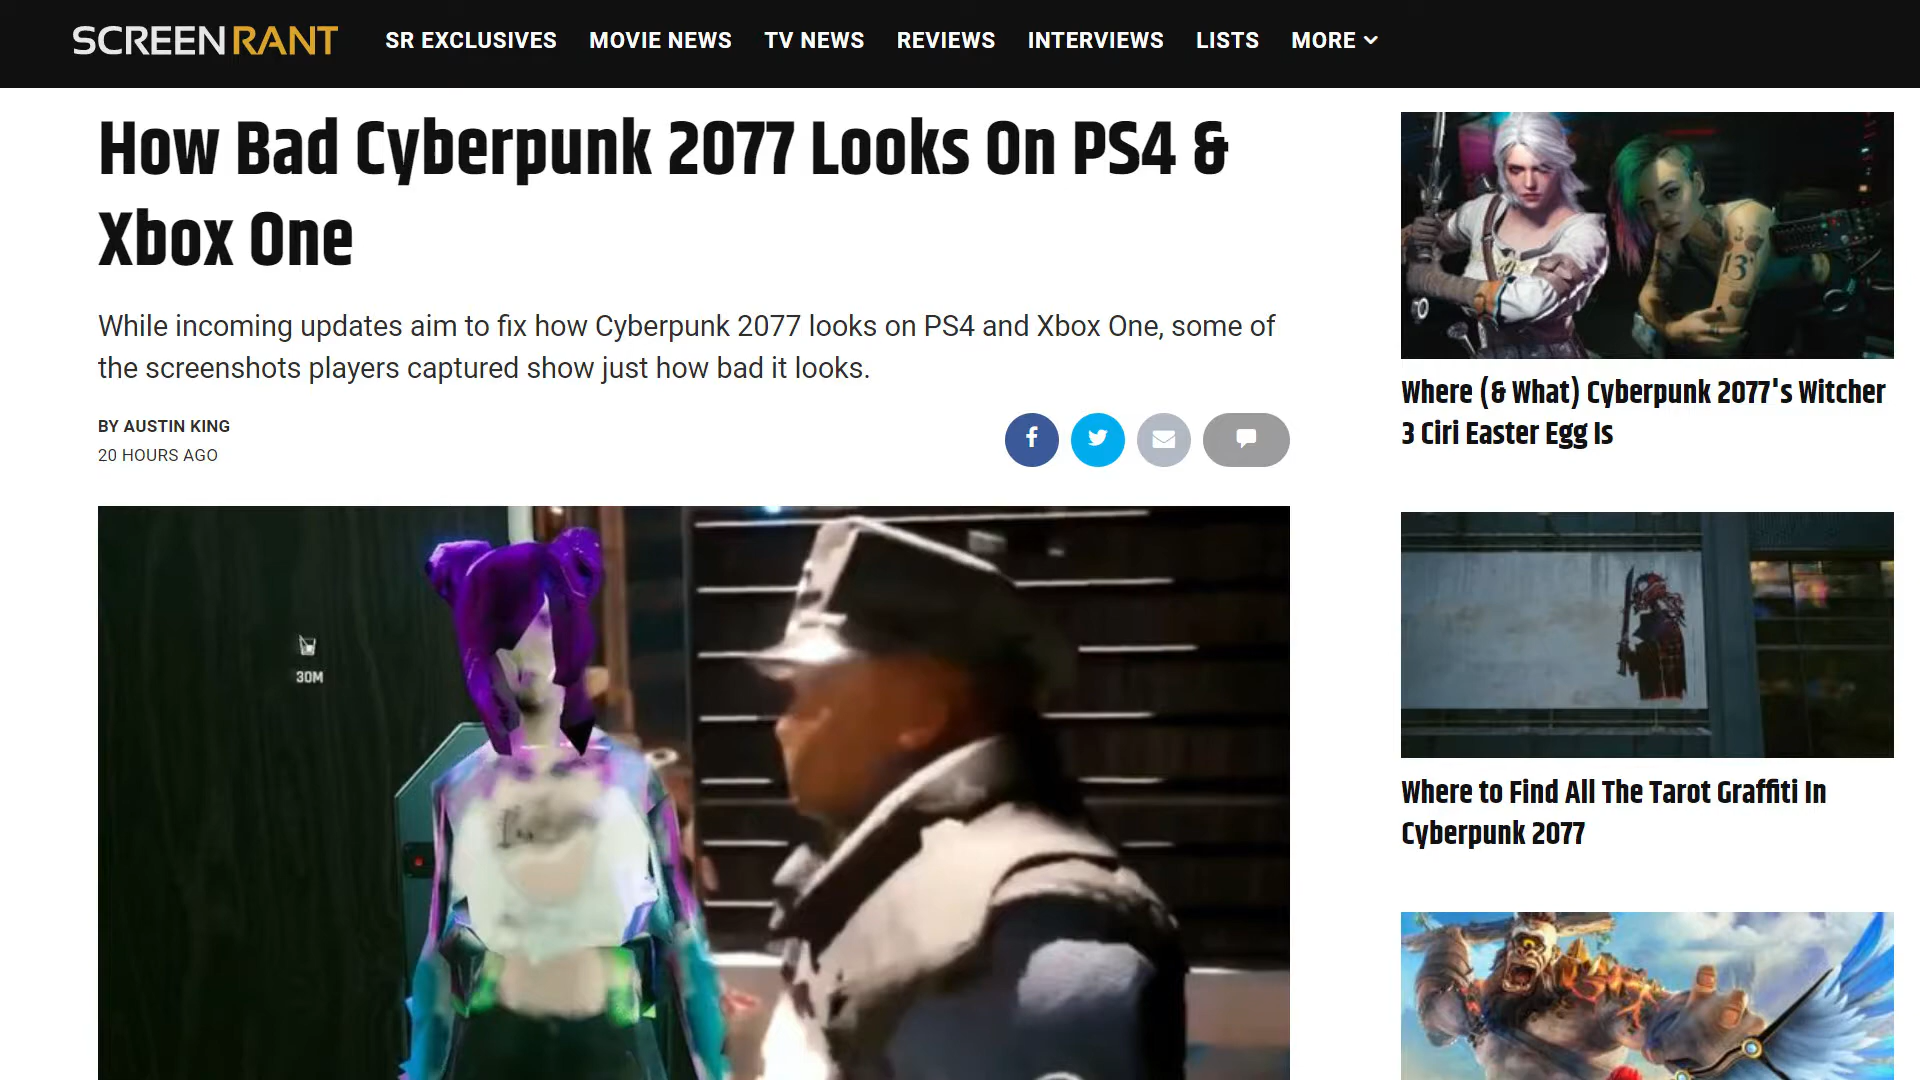 SCREENRANT
SR EXCLUSIVES MOVIE NEWS TV NEWS REVIEWS INTERVIEWS LISTS MORE
How Bad Cyberpunk 2077 Looks On PS4 &
Xbox One
While incoming updates aim to fix how Cyberpunk 2077 looks on PS4 and Xbox One, some of
the screenshots players captured show just how bad it looks.
BY AUSTIN KING
20 HOURS AGO
30M
13
Where (& What) Cyberpunk 2077's Witcher
3 Ciri Easter Egg Is
Where to Find All The Tarot Graffiti In
Cyberpunk 2077